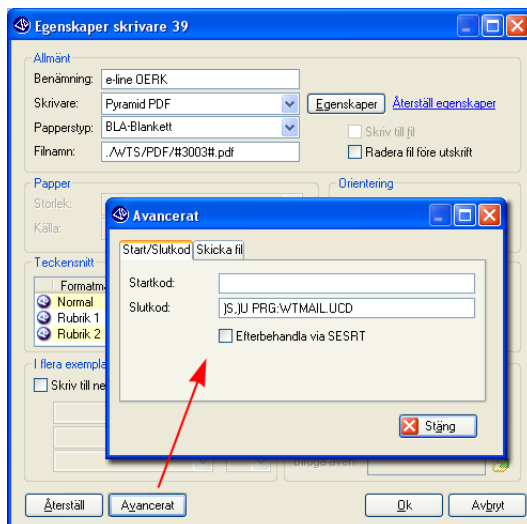 Egenskaper skrivare 39
Allmänt
Benämning: e-line OERK
Skrivare: Pyramid PDF Egenskaper Återställ egenskaper
Papperstyp: BLA-Blankett Skriv till fil
Filnamn: ./WTS/PDF/#3003#.pdf Radera fil före utskrift
Papper Orientering
Storlek:
Källa:
Avancerat
Start/Slutkod Skicka fil
Startkod:
Slutkod: )S,)U PRG:WTMAIL.UCD
Efterbehandla via SESRT
Stäng
Teckensnitt
Formatm
Normal
Rubrik 1
Rubrik 2
I flera exempla
Skriv till ne
Återställ Avancerat Ok Avbryt